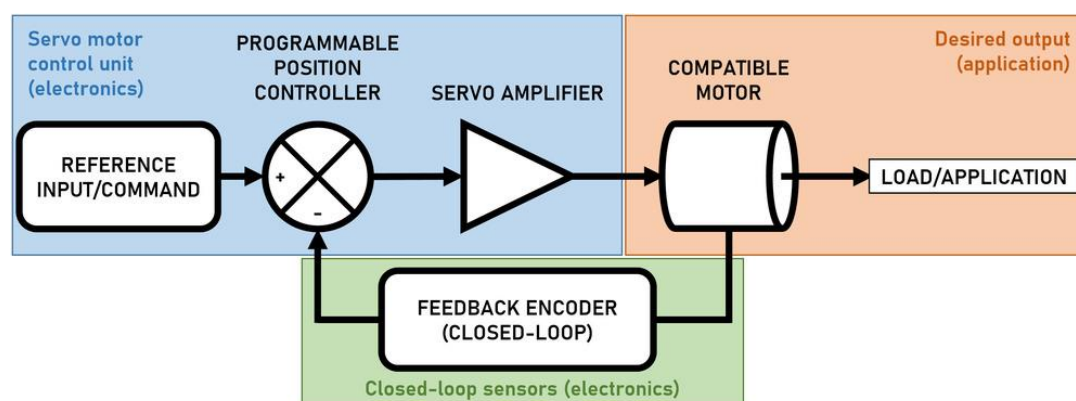 Servo motor
control unit
(electronics)
PROGRAMMABLE
POSITION
CONTROLLER
SERVO AMPLIFIER
COMPATIBLE
MOTOR
Desired output
(application)
REFERENCE
INPUT/COMMAND
+
-
LOAD/APPLICATION
FEEDBACK ENCODER
(CLOSED-LOOP)
Closed-loop sensors (electronics)